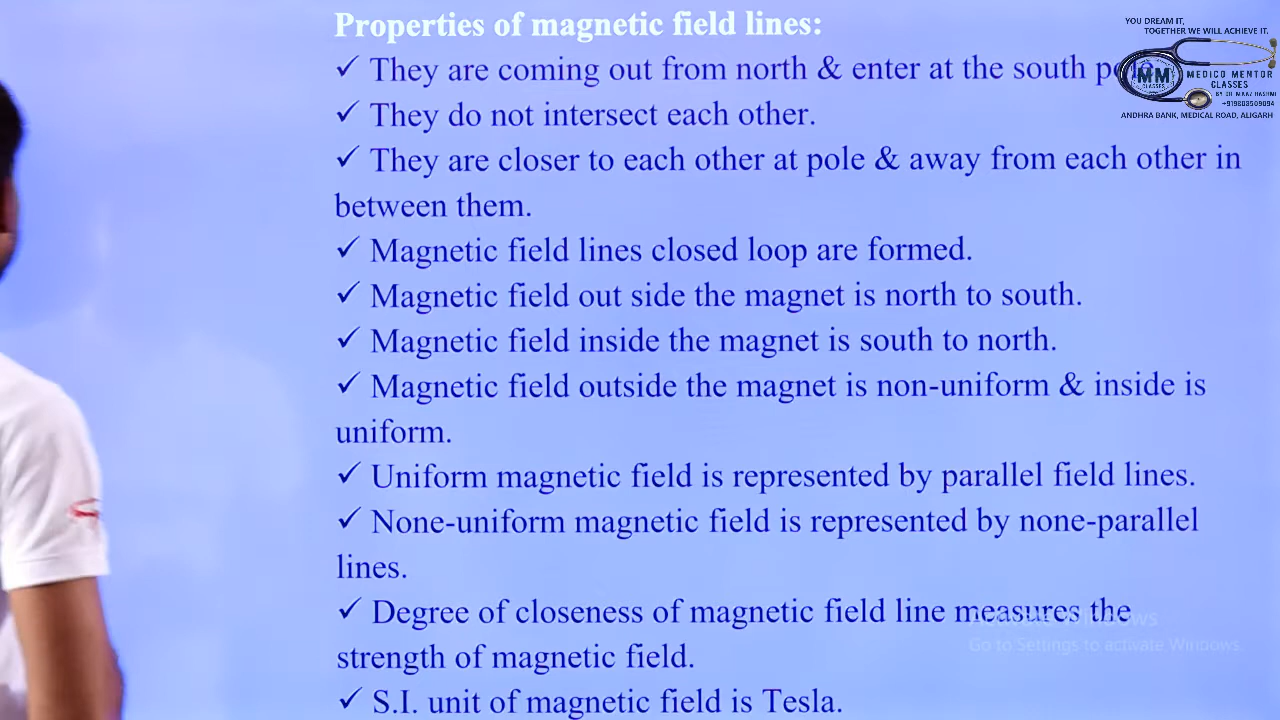 Properties of magnetic field lines:
✓ They are coming out from north & enter at the south pole
✓ They do not intersect each other.
✓ They are closer to each other at pole & away from each other in
between them.
✓ Magnetic field lines closed loop are formed.
✓ Magnetic field out side the magnet is north to south.
✓ Magnetic field inside the magnet is south to north.
✓ Magnetic field outside the magnet is non-uniform & inside is
uniform.
✓ Uniform magnetic field is represented by parallel field lines.
✓ None-uniform magnetic field is represented by none-parallel
lines.
✓ Degree of closeness of magnetic field line measures the
strength of magnetic field.
✓ S.I. unit of magnetic field is Tesla.
YOU DREAM IT,
TOGETHER WE WILL ACHIEVE IT.
MM
CLASSES
MEDICO MENTOR
CLASSES
+919808509094
ANDHRA BANK, MEDICAL ROAD, ALIGARH
Activate Windows
Go to Settings to activate Windows.